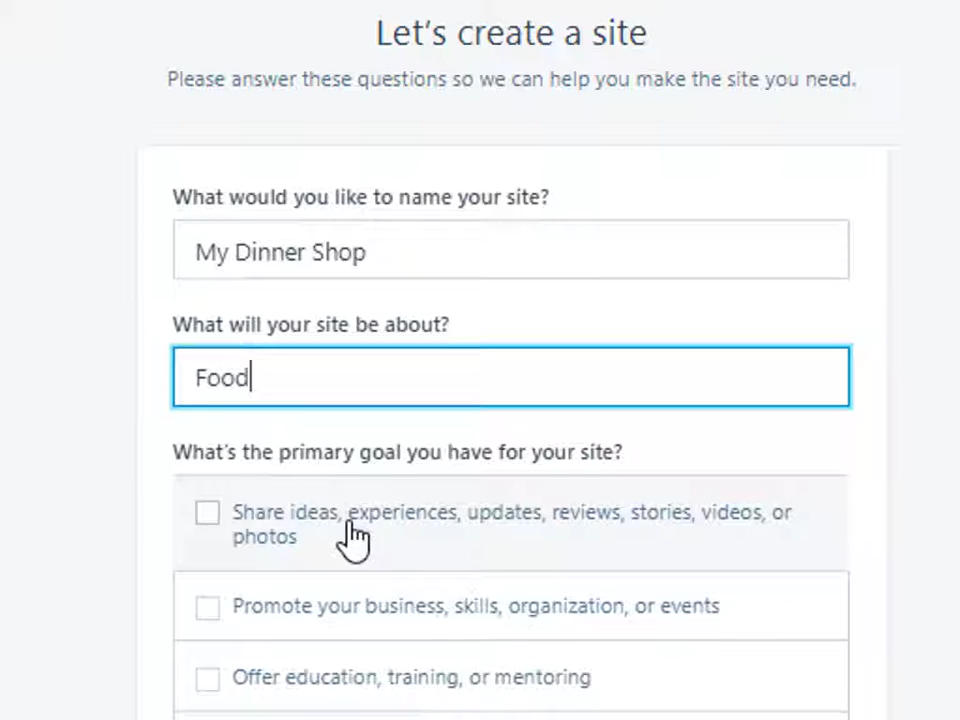 Let's create a site
Please answer these questions so we can help you make the site you need.
What would you like to name your site?
My Dinner Shop
What will your site be about?
Food
What's the primary goal you have for your site?
Share ideas, experiences, updates, reviews, stories, videos, or
photos
Promote your business, skills, organization, or events
Offer education, training, or mentoring